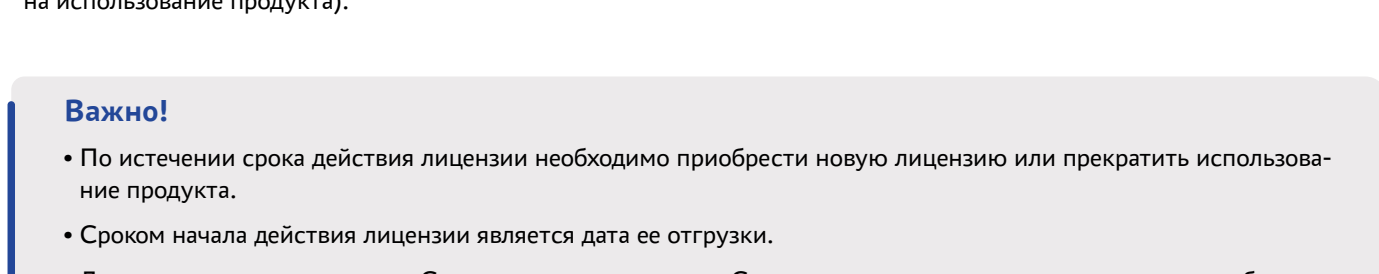 на использование продукта).
Важно!
• По истечении срока действия лицензии необходимо приобрести новую лицензию или прекратить использова-
ние продукта.
• Сроком начала действия лицензии является дата ее отгрузки.